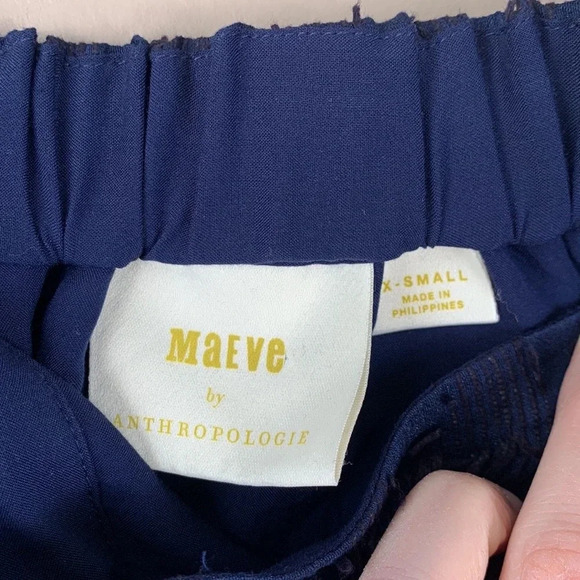 MaEve
by
ANTHROPOLOGIE
X-SMALL
MADE IN
PHILIPPINES